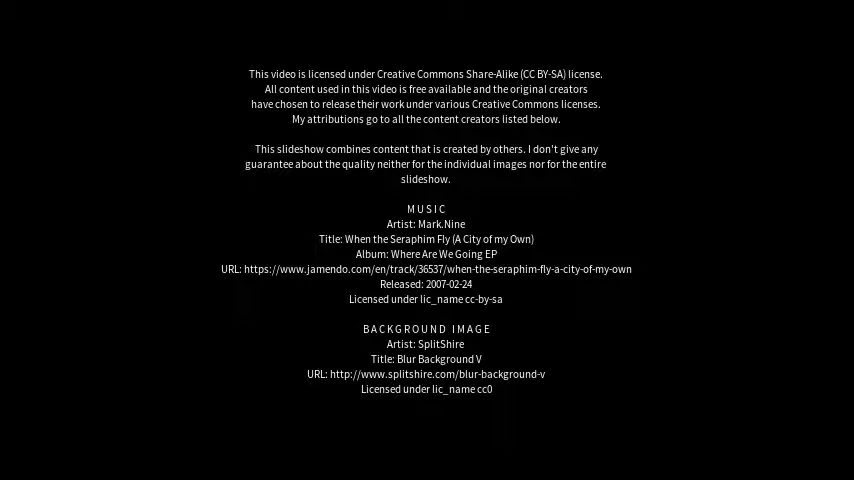 This video is licensed under Creative Commons Share-Alike (CC BY-SA) license.
All content used in this video is free available and the original creators
have chosen to release their work under various Creative Commons licenses.
My attributions go to all the content creators listed below.
This slideshow combines content that is created by others. I don't give any
guarantee about the quality neither for the individual images nor for the entire
slideshow.
MUSIC
Artist: Mark.Nine
Title: When the Seraphim Fly (A City of my Own)
Album: Where Are We Going EP
URL: https://www.jamendo.com/en/track/36537/when-the-seraphim-fly-a-city-of-my-own
Released: 2007-02-24
Licensed under lic_name cc-by-sa
BACKGROUND IMAGE
Artist: SplitShire
Title: Blur Background V
URL: http://www.splitshire.com/blur-background-v
Licensed under lic_name cc0